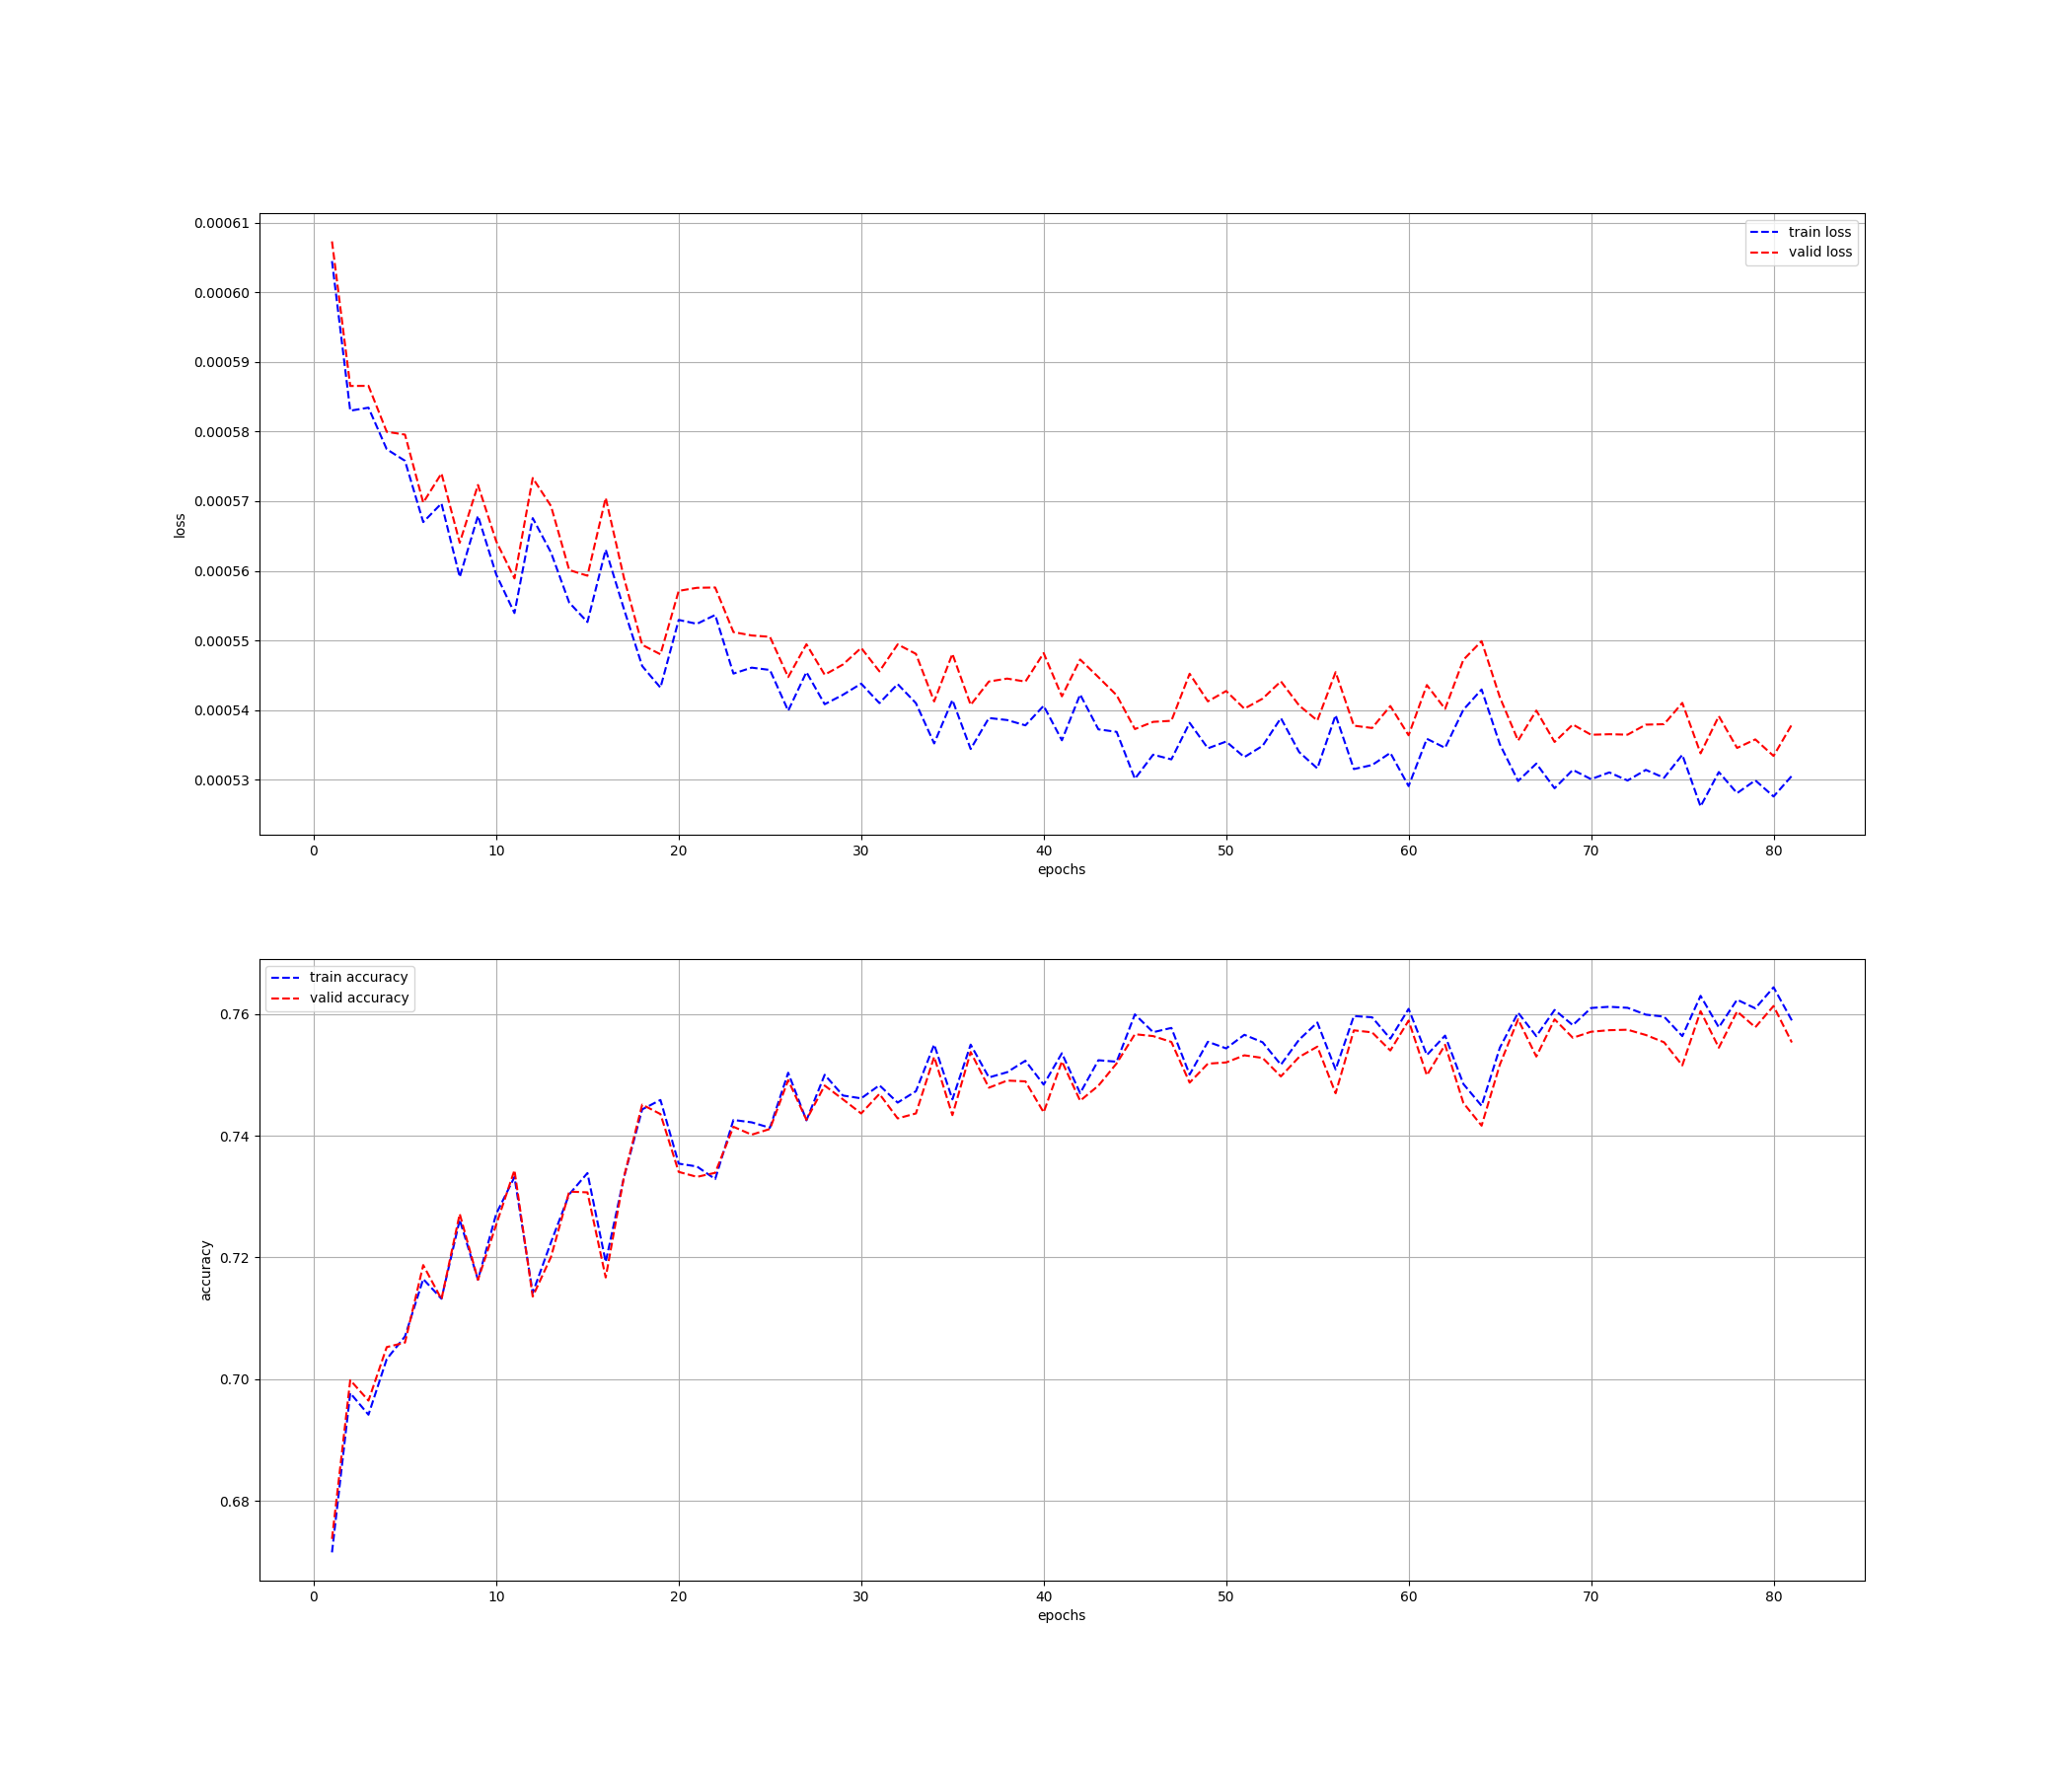 0.00061
0.00060
0.00059
0.00058
0.00057
0.00056
0.00055
0.00054
0.00053
loss
train loss
valid loss
0 10 20 30 40 50 60 70 80
epochs
train accuracy
valid accuracy
0.76
0.74
0.72
0.70
0.68
accuracy
0 10 20 30 40 50 60 70 80
epochs